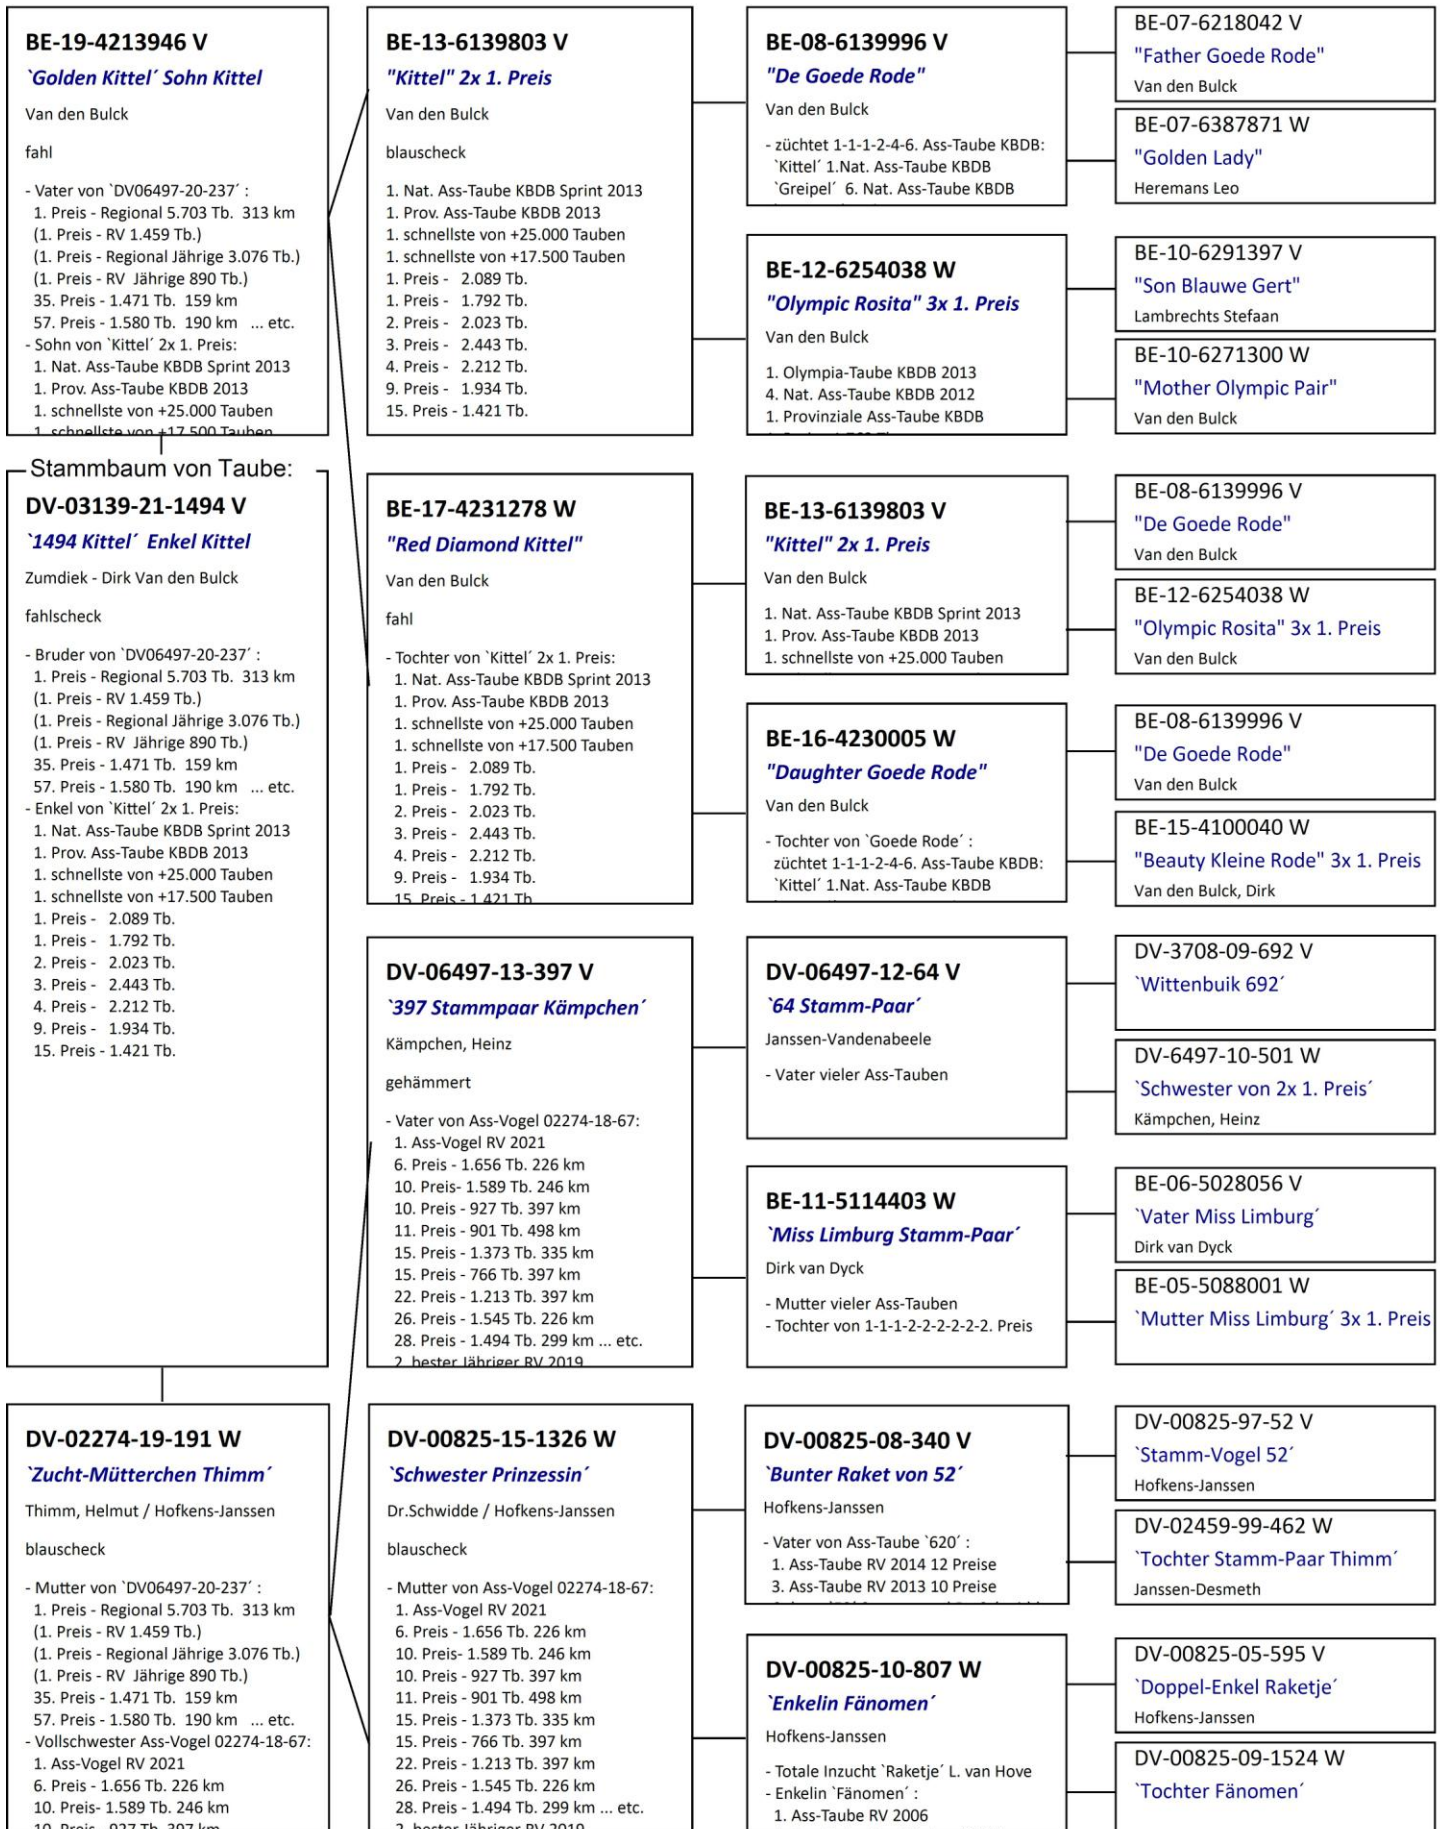 BE-19-4213946 V
`Golden Kittel´ Sohn Kittel
Van den Bulck
fahl
- Vater von `DV06497-20-237´ :
1. Preis - Regional 5.703 Tb.  313 km
(1. Preis - RV 1.459 Tb.)
(1. Preis - Regional Jährige 3.076 Tb.)
(1. Preis - RV  Jährige 890 Tb.)
35. Preis - 1.471 Tb.  159 km
57. Preis - 1.580 Tb.  190 km  ... etc.
- Sohn von `Kittel´ 2x 1. Preis:
1. Nat. Ass-Taube KBDB Sprint 2013
1. Prov. Ass-Taube KBDB 2013
1. schnellste von +25.000 Tauben
1. schnellste von +17.500 Tauben
Stammbaum von Taube:
DV-03139-21-1494 V
`1494 Kittel´  Enkel Kittel
Zumdiek - Dirk Van den Bulck
fahlscheck
- Bruder von `DV06497-20-237´ :
1. Preis - Regional 5.703 Tb.  313 km
(1. Preis - RV 1.459 Tb.)
(1. Preis - Regional Jährige 3.076 Tb.)
(1. Preis - RV  Jährige 890 Tb.)
35. Preis - 1.471 Tb.  159 km
57. Preis - 1.580 Tb.  190 km  ... etc.
- Enkel von `Kittel´ 2x 1. Preis:
1. Nat. Ass-Taube KBDB Sprint 2013
1. Prov. Ass-Taube KBDB 2013
1. schnellste von +25.000 Tauben
1. schnellste von +17.500 Tauben
1. Preis -  2.089 Tb.
1. Preis -  1.792 Tb.
2. Preis -  2.023 Tb.
3. Preis -  2.443 Tb.
4. Preis -  2.212 Tb.
9. Preis -  1.934 Tb.
15. Preis - 1.421 Tb.
DV-02274-19-191 W
`Zucht-Mütterchen Thimm´
Thimm, Helmut / Hofkens-Janssen
blauscheck
- Mutter von `DV06497-20-237´ :
1. Preis - Regional 5.703 Tb.  313 km
(1. Preis - RV 1.459 Tb.)
(1. Preis - Regional Jährige 3.076 Tb.)
(1. Preis - RV  Jährige 890 Tb.)
35. Preis - 1.471 Tb.  159 km
57. Preis - 1.580 Tb.  190 km  ... etc.
- Vollschwester Ass-Vogel 02274-18-67:
1. Ass-Vogel RV 2021
6. Preis - 1.656 Tb. 226 km
10. Preis- 1.589 Tb. 246 km
10. Preis - 927 Tb. 397 km
BE-13-6139803 V
"Kittel" 2x 1. Preis
Van den Bulck
blauscheck
1. Nat. Ass-Taube KBDB Sprint 2013
1. Prov. Ass-Taube KBDB 2013
1. schnellste von +25.000 Tauben
1. schnellste von +17.500 Tauben
1. Preis -  2.089 Tb.
1. Preis -  1.792 Tb.
2. Preis -  2.023 Tb.
3. Preis -  2.443 Tb.
4. Preis -  2.212 Tb.
9. Preis -  1.934 Tb.
15. Preis - 1.421 Tb.
BE-17-4231278 W
"Red Diamond Kittel"
Van den Bulck
fahl
- Tochter von `Kittel´ 2x 1. Preis:
1. Nat. Ass-Taube KBDB Sprint 2013
1. Prov. Ass-Taube KBDB 2013
1. schnellste von +25.000 Tauben
1. schnellste von +17.500 Tauben
1. Preis -  2.089 Tb.
1. Preis -  1.792 Tb.
2. Preis -  2.023 Tb.
3. Preis -  2.443 Tb.
4. Preis -  2.212 Tb.
9. Preis -  1.934 Tb.
15. Preis - 1.421 Tb.
DV-06497-13-397 V
`397 Stammpaar Kämpchen´
Kämpchen, Heinz
gehämmert
- Vater von Ass-Vogel 02274-18-67:
1. Ass-Vogel RV 2021
6. Preis - 1.656 Tb. 226 km
10. Preis- 1.589 Tb. 246 km
10. Preis - 927 Tb. 397 km
11. Preis - 901 Tb. 498 km
15. Preis - 1.373 Tb. 335 km
15. Preis - 766 Tb. 397 km
22. Preis - 1.213 Tb. 397 km
26. Preis - 1.545 Tb. 226 km
28. Preis - 1.494 Tb. 299 km ... etc.
2. bester Jähriger RV 2019
DV-00825-15-1326 W
`Schwester Prinzessin´
Dr.Schwidde / Hofkens-Janssen
blauscheck
- Mutter von Ass-Vogel 02274-18-67:
1. Ass-Vogel RV 2021
6. Preis - 1.656 Tb. 226 km
10. Preis- 1.589 Tb. 246 km
10. Preis - 927 Tb. 397 km
11. Preis - 901 Tb. 498 km
15. Preis - 1.373 Tb. 335 km
15. Preis - 766 Tb. 397 km
22. Preis - 1.213 Tb. 397 km
26. Preis - 1.545 Tb. 226 km
28. Preis - 1.494 Tb. 299 km ... etc.
2. bester Jähriger RV 2019
BE-08-6139996 V
"De Goede Rode"
Van den Bulck
- züchtet 1-1-1-2-4-6. Ass-Taube KBDB:
`Kittel´ 1.Nat. Ass-Taube KBDB
`Greipel´  6. Nat. Ass-Taube KBDB
BE-12-6254038 W
"Olympic Rosita" 3x 1. Preis
Van den Bulck
1. Olympia-Taube KBDB 2013
4. Nat. Ass-Taube KBDB 2012
1. Provinziale Ass-Taube KBDB
BE-13-6139803 V
"Kittel" 2x 1. Preis
Van den Bulck
1. Nat. Ass-Taube KBDB Sprint 2013
1. Prov. Ass-Taube KBDB 2013
1. schnellste von +25.000 Tauben
BE-16-4230005 W
"Daughter Goede Rode"
Van den Bulck
- Tochter von `Goede Rode´ :
züchtet 1-1-1-2-4-6. Ass-Taube KBDB:
`Kittel´ 1.Nat. Ass-Taube KBDB
DV-06497-12-64 V
`64 Stamm-Paar´
Janssen-Vandenabeele
- Vater vieler Ass-Tauben
BE-11-5114403 W
`Miss Limburg Stamm-Paar´
Dirk van Dyck
- Mutter vieler Ass-Tauben
- Tochter von 1-1-1-2-2-2-2-2-2. Preis
DV-00825-08-340 V
`Bunter Raket von 52´
Hofkens-Janssen
- Vater von Ass-Taube `620´ :
1. Ass-Taube RV 2014 12 Preise
3. Ass-Taube RV 2013 10 Preise
DV-00825-10-807 W
`Enkelin Fänomen´
Hofkens-Janssen
- Totale Inzucht `Raketje´ L. van Hove
- Enkelin `Fänomen´ :
1. Ass-Taube RV 2006
BE-07-6218042 V
"Father Goede Rode"
Van den Bulck
BE-07-6387871 W
"Golden Lady"
Heremans Leo
BE-10-6291397 V
"Son Blauwe Gert"
Lambrechts Stefaan
BE-10-6271300 W
"Mother Olympic Pair"
Van den Bulck
BE-08-6139996 V
"De Goede Rode"
Van den Bulck
BE-12-6254038 W
"Olympic Rosita" 3x 1. Preis
Van den Bulck
BE-08-6139996 V
"De Goede Rode"
Van den Bulck
BE-15-4100040 W
"Beauty Kleine Rode" 3x 1. Preis
Van den Bulck, Dirk
DV-3708-09-692 V
`Wittenbuik 692´
DV-6497-10-501 W
`Schwester von 2x 1. Preis´
Kämpchen, Heinz
BE-06-5028056 V
`Vater Miss Limburg´
Dirk van Dyck
BE-05-5088001 W
`Mutter Miss Limburg´ 3x 1. Preis
DV-00825-97-52 V
`Stamm-Vogel 52´
Hofkens-Janssen
DV-02459-99-462 W
`Tochter Stamm-Paar Thimm´
Janssen-Desmeth
DV-00825-05-595 V
`Doppel-Enkel Raketje´
Hofkens-Janssen
DV-00825-09-1524 W
`Tochter Fänomen´